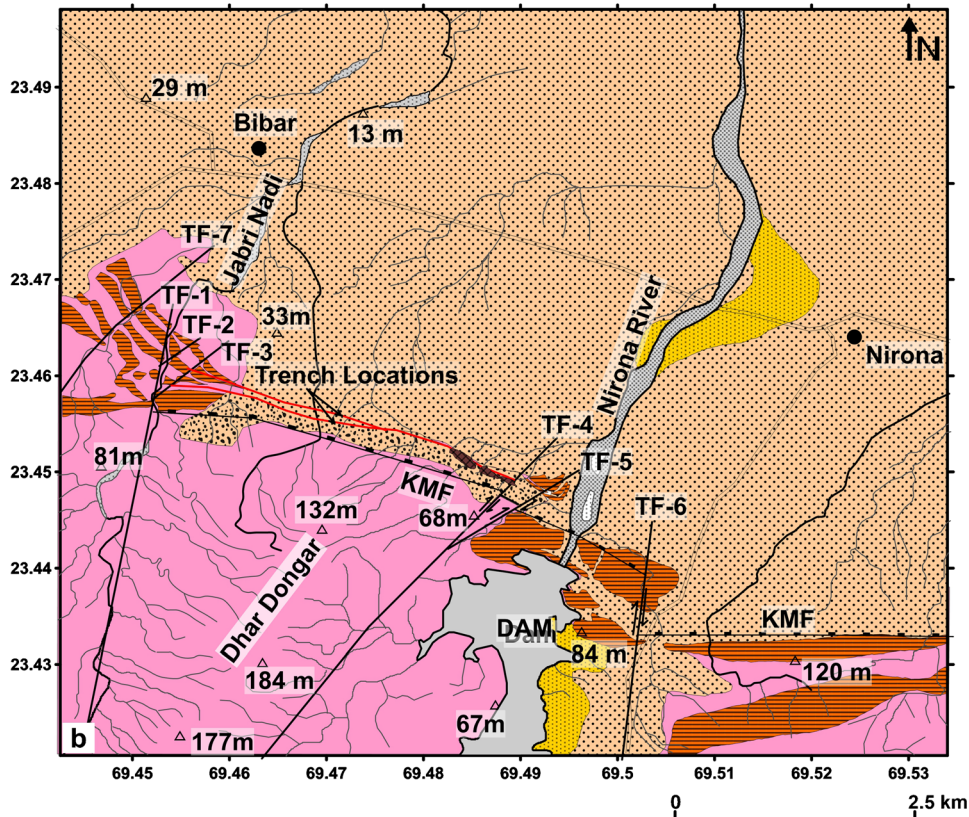 N
23.49
29 m
Bibar
13 m
23.48
Jabri Nadi
TF-7
23.47
TF-1
33m
TF-2
TF-3
Nirona River
Nirona
23.46
Trench Locations
TF-4
23.45
81m
KMF
TF-5
132m
68m
TF-6
23.44
Dhar Dongar
DAM
Dam
KMF
84 m
23.43
184 m
120 m
67m
177m
b
69.45
69.46
69.47
69.48
69.49
69.5
69.51
69.52
69.53
0
2.5 km